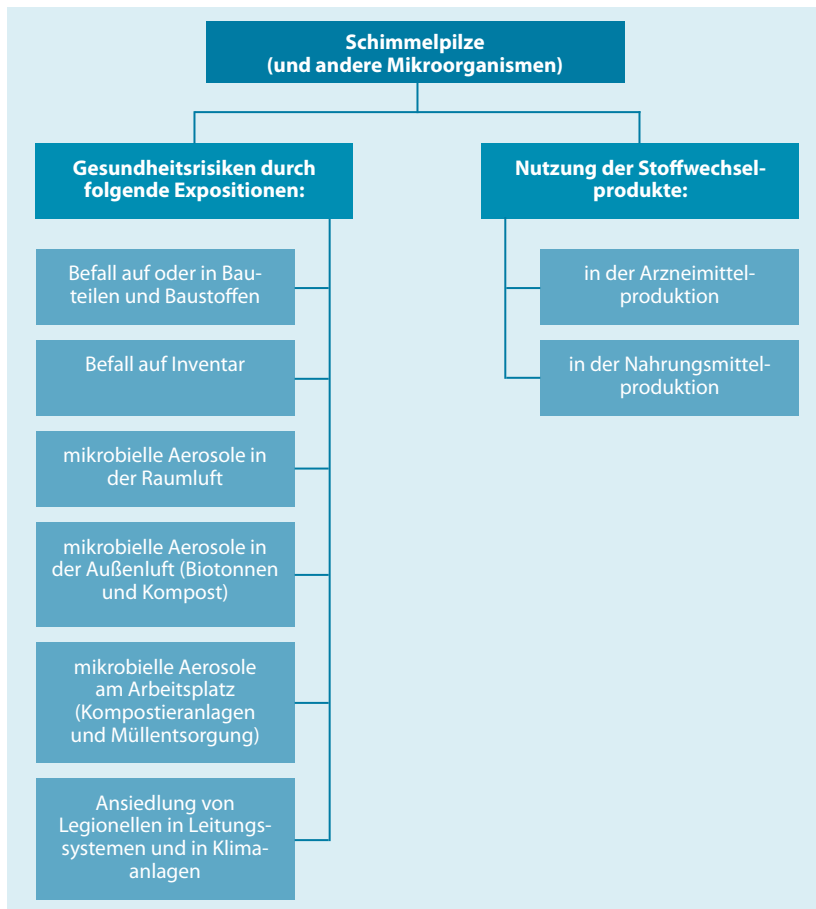 Schimmelpilze
(und andere Mikroorganismen)
Gesundheitsrisiken durch
folgende Expositionen:
Befall auf oder in Bau-
teilen und Baustoffen
Befall auf Inventar
mikrobielle Aerosole in
der Raumluft
mikrobielle Aerosole in
der Außenluft (Biotonnen
und Kompost)
mikrobielle Aerosole
am Arbeitsplatz
(Kompostieranlagen
und Müllentsorgung)
Ansiedlung von
Legionellen in Leitungs-
systemen und in Klima-
anlagen
Nutzung der Stoffwechsel-
produkte:
in der Arzneimittel-
produktion
in der Nahrungsmittel-
produktion